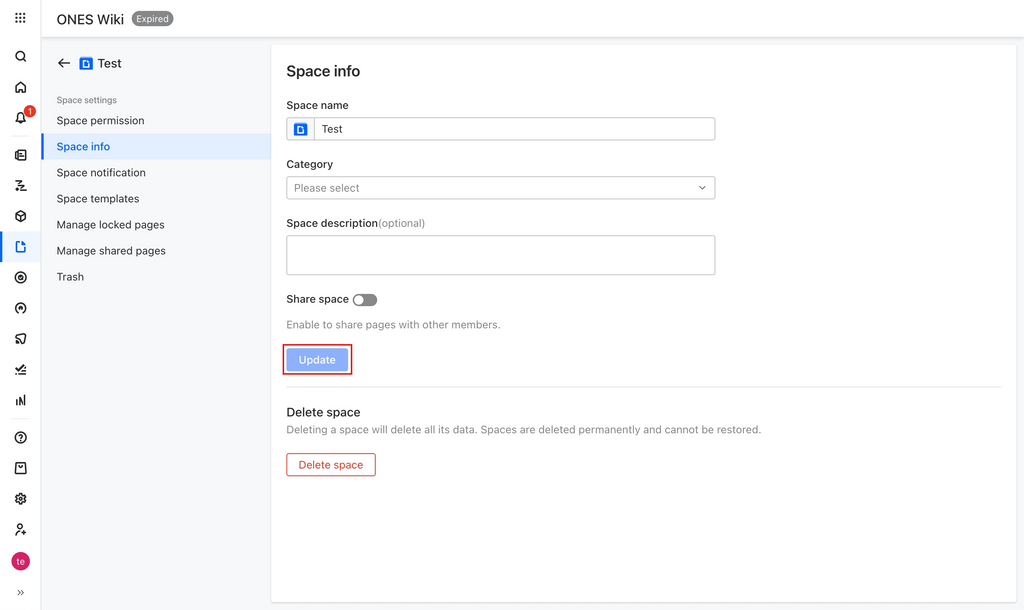 ONES Wiki Expired
1
Test
Space settings
Space permission
Space info
Space notification
Space templates
Manage locked pages
Manage shared pages
Trash
te
Space info
Space name
Test
Category
Please select
Space description(optional)
Share space
Enable to share pages with other members.
Update
Delete space
Deleting a space will delete all its data. Spaces are deleted permanently and cannot be restored.
Delete space